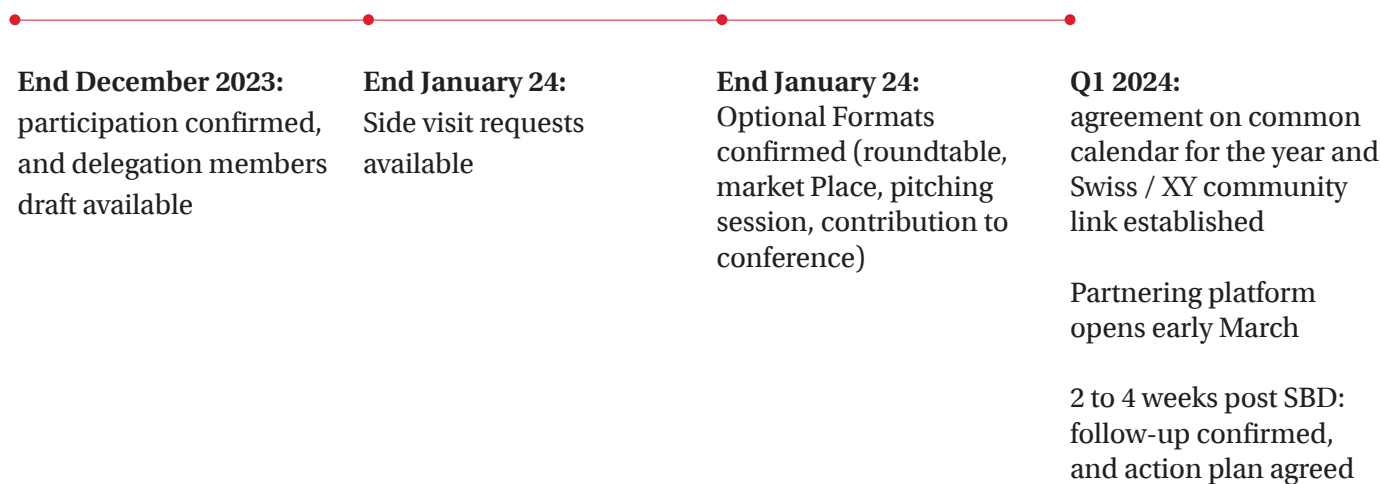 End December 2023:
participation confirmed,
and delegation members
draft available
End January 24:
Side visit requests
available
End January 24:
Optional Formats
confirmed (roundtable,
market Place, pitching
session, contribution to
conference)
Q1 2024:
agreement on common
calendar for the year and
Swiss / XY community
link established
Partnering platform
opens early March
2 to 4 weeks post SBD:
follow-up confirmed,
and action plan agreed